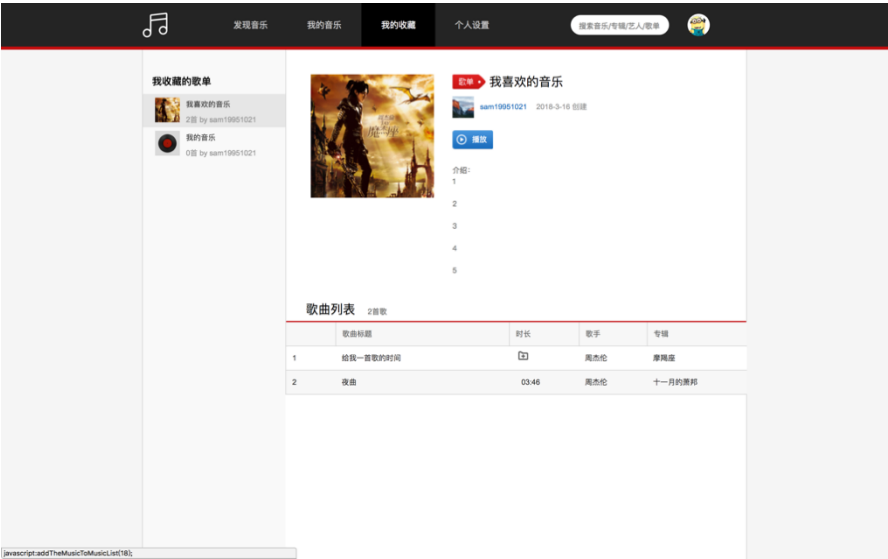 发现音乐 我的音乐 我的收藏 个人设置 搜索音乐/专辑/艺人/歌单
我收藏的歌单
我喜欢的音乐
2首 by sam19951021
我的音乐
0首 by sam19951021
魔杰座
歌单 我喜欢的音乐
sam19951021 2018-3-16 创建
播放
介绍:
1
2
3
4
5
歌曲列表 2首歌
歌曲标题 时长 歌手 专辑
1 给我一首歌的时间 周杰伦 摩羯座
2 夜曲 03:46 周杰伦 十一月的萧邦
javascript:addTheMusicToMusicList(18);